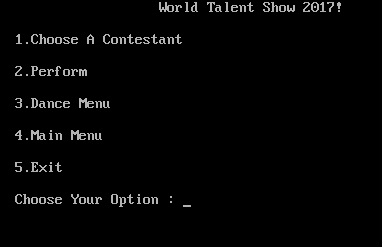 World Talent Show 2017!
1.Choose A Contestant
2.Perform
3.Dance Menu
4.Main Menu
5.Exit
Choose Your Option : _